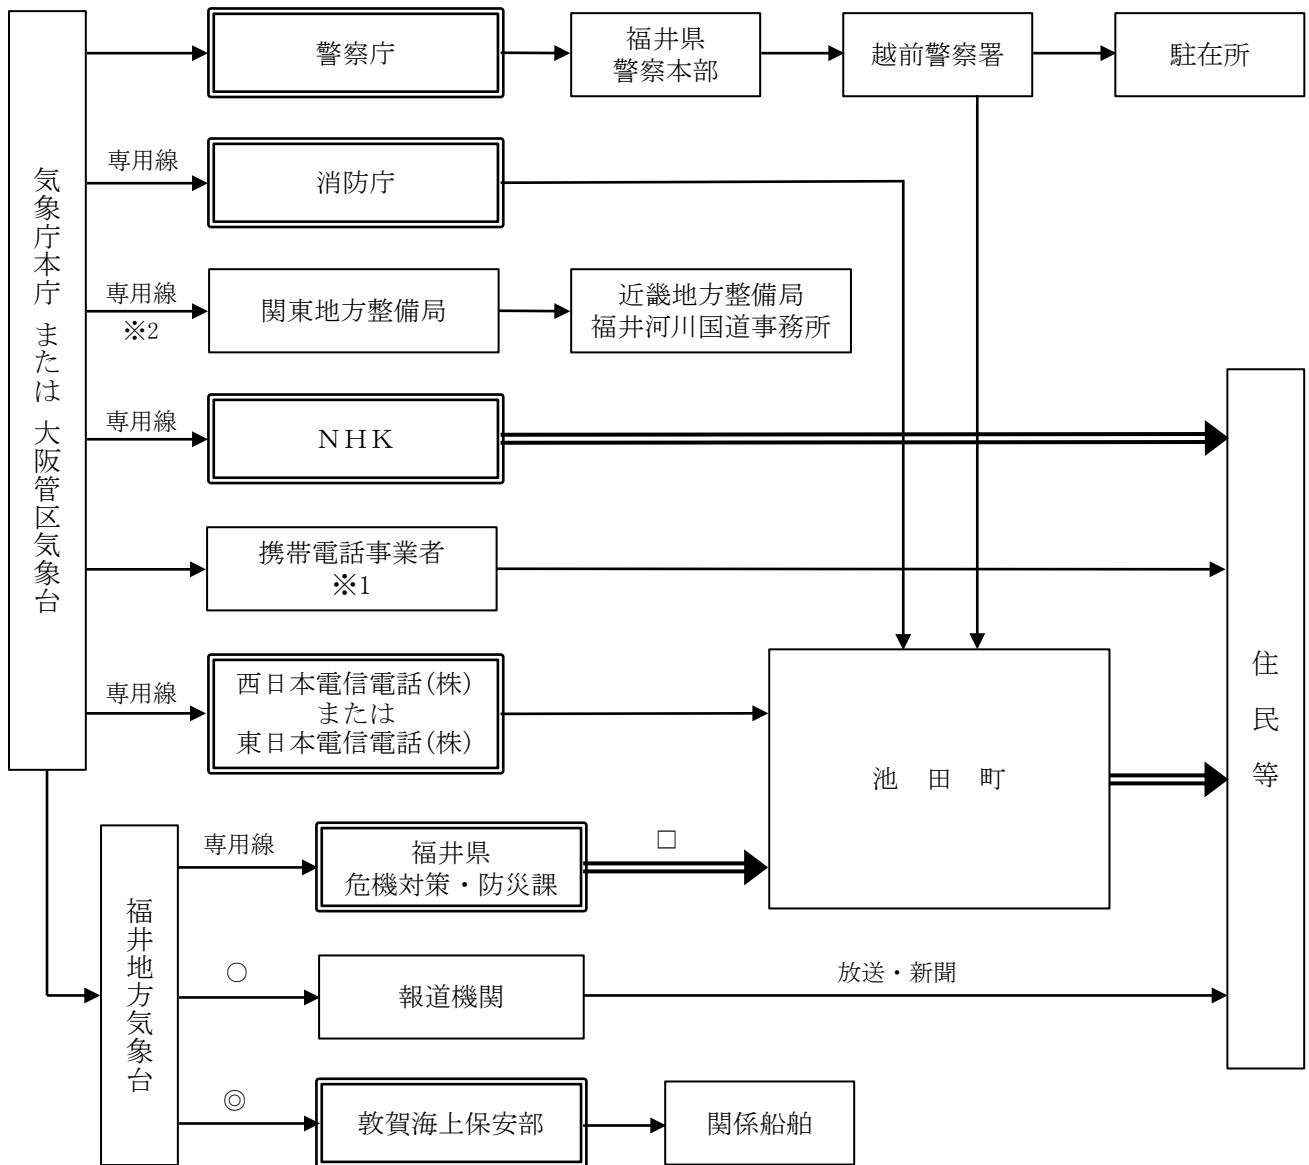 気象庁本庁 または 大阪管区気象台
警察庁
福井県
警察本部
越前警察署
駐在所
専用線
消防庁
専用線
※2
関東地方整備局
近畿地方整備局
福井河川国道事務所
専用線
NHK
携帯電話事業者
※1
専用線
西日本電信電話(株)
または
東日本電信電話(株)
池 田 町
住民等
福井地方気象台
専用線
福井県
危機対策・防災課
□
○
報道機関
放送・新聞
◎
敦賀海上保安部
関係船舶